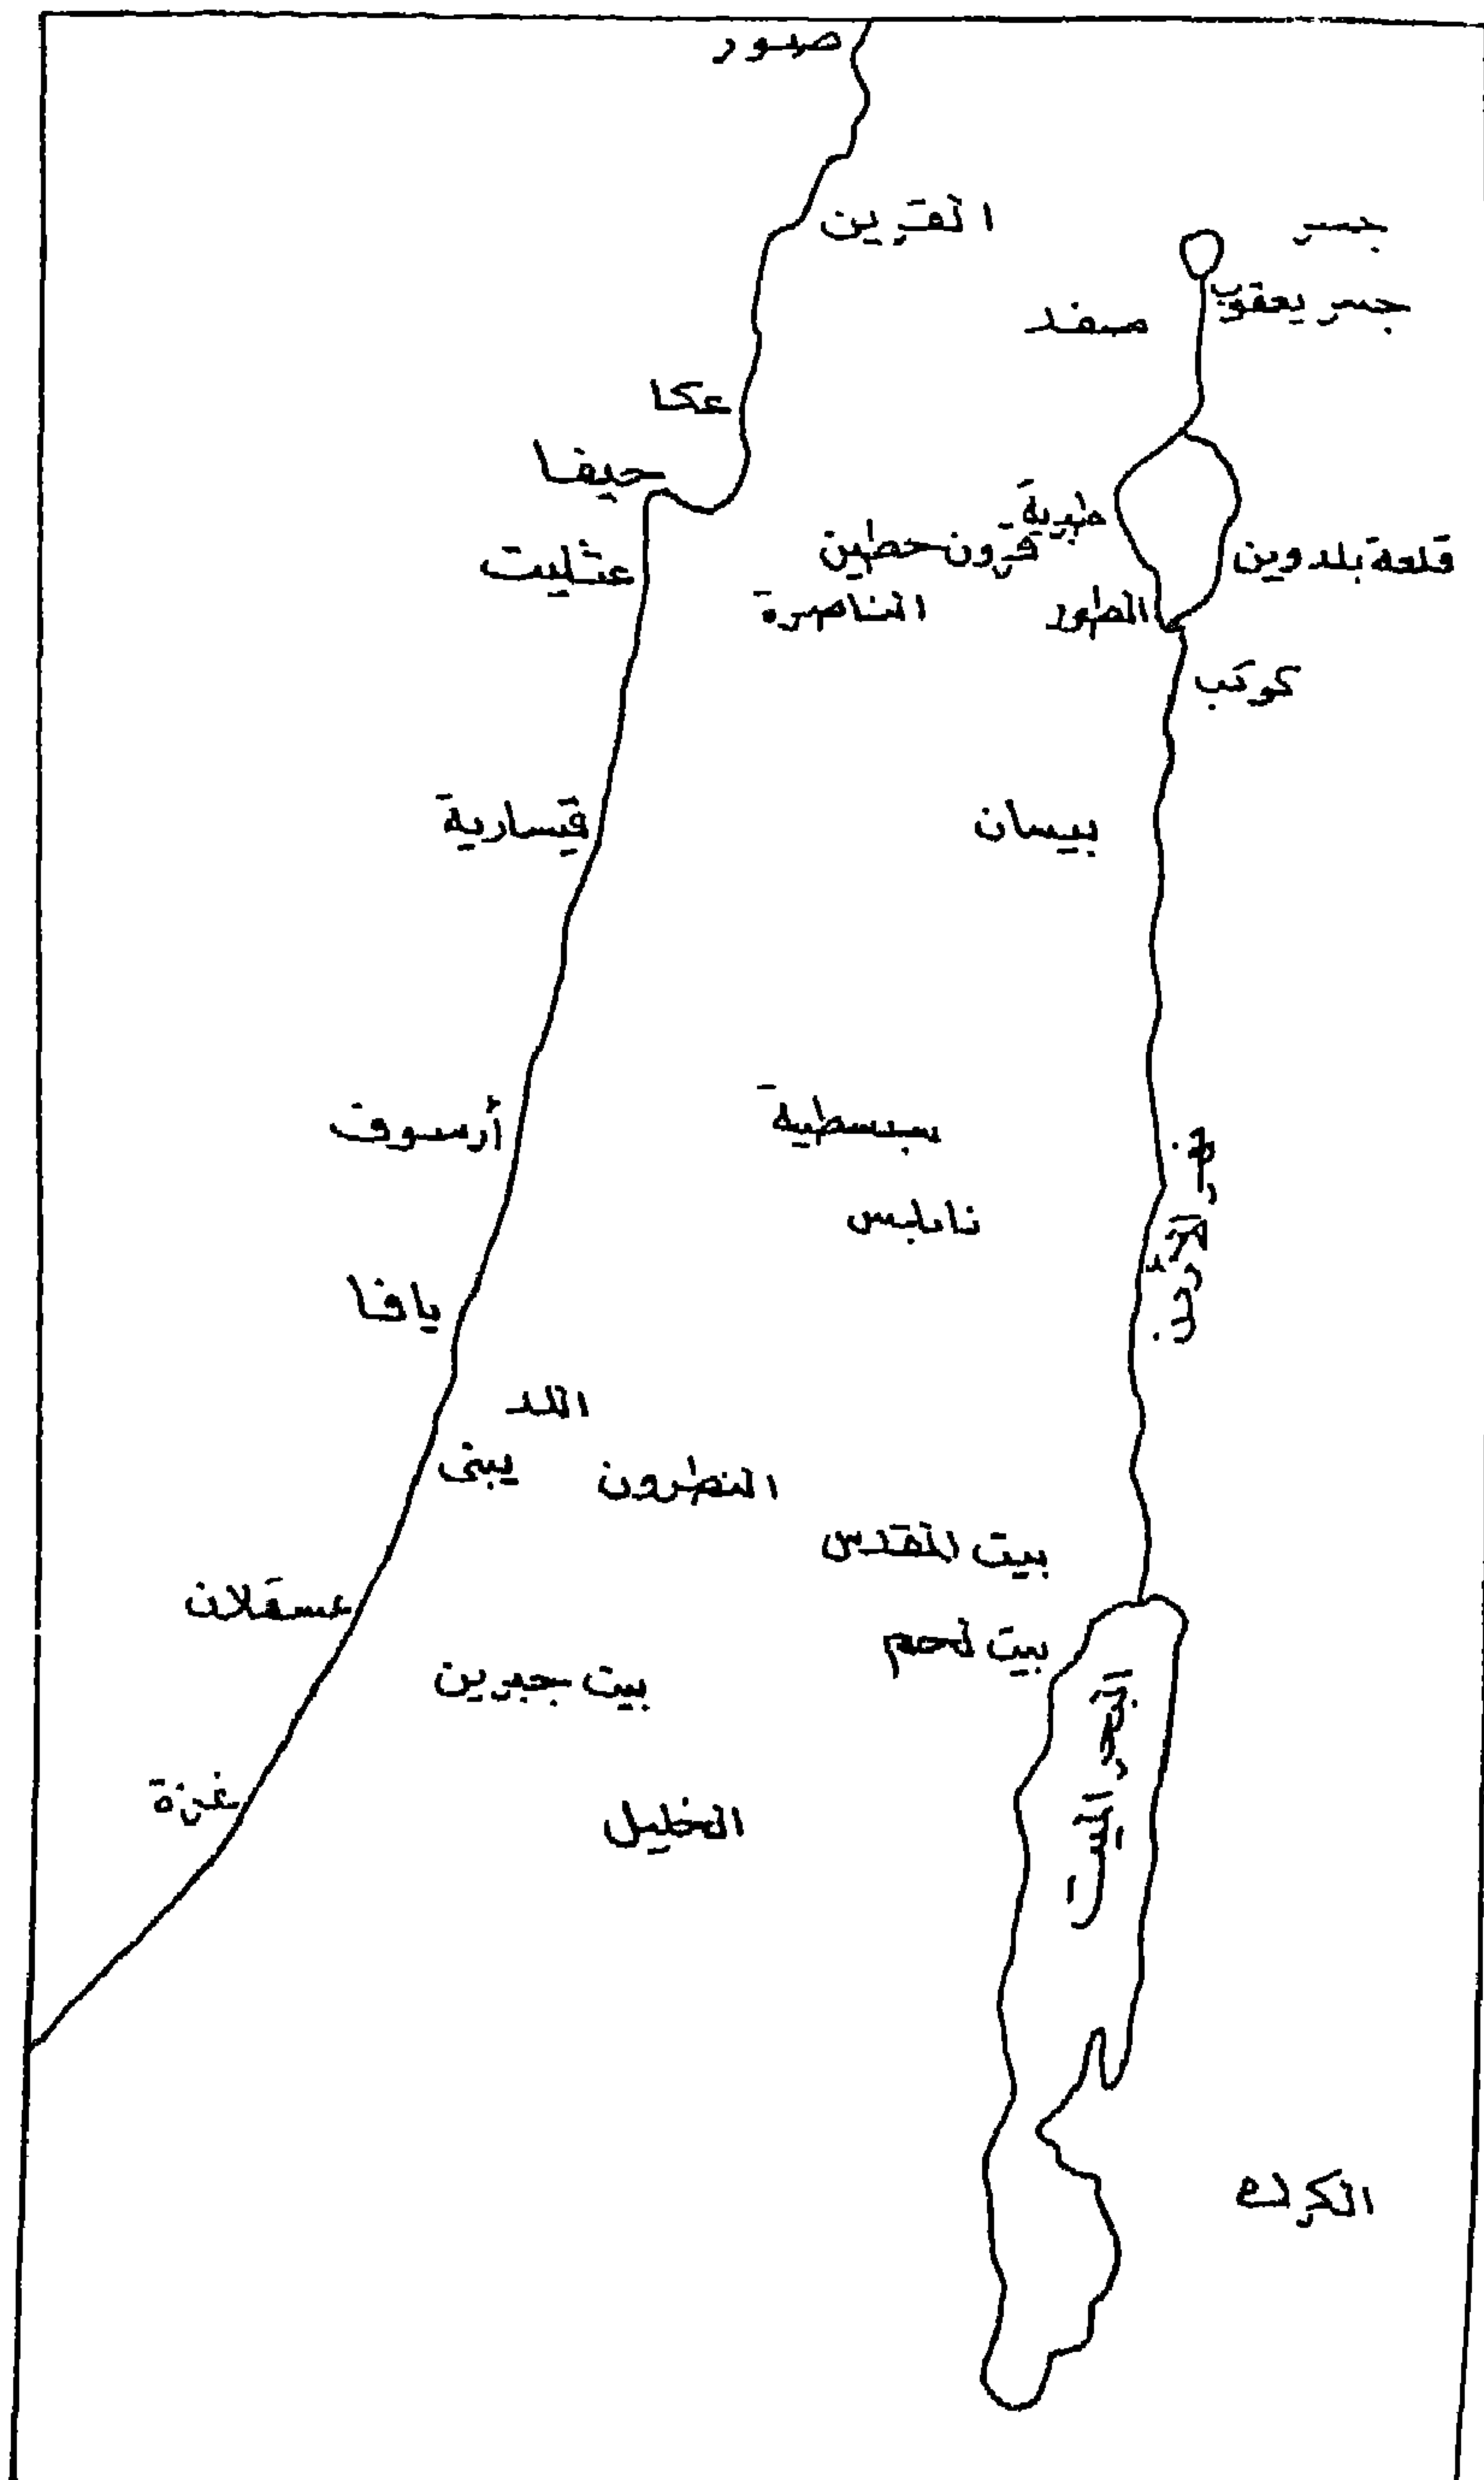 صور
القرين
جسر
جسر يعقوب
صفد
عكا
حيفا
طبرية
قرون حطين
عثليت
قلعة بلدوين
الناصرة
الطور
كوكب
قيسارية
بيسان
أرسوف
سبسطية
نهر الأردن
نابلس
يافا
اللد
يبنى
النطرون
بيت المقدس
عسقلان
بيت لحم
بيت جبرين
غزة
الخليل
الكرك